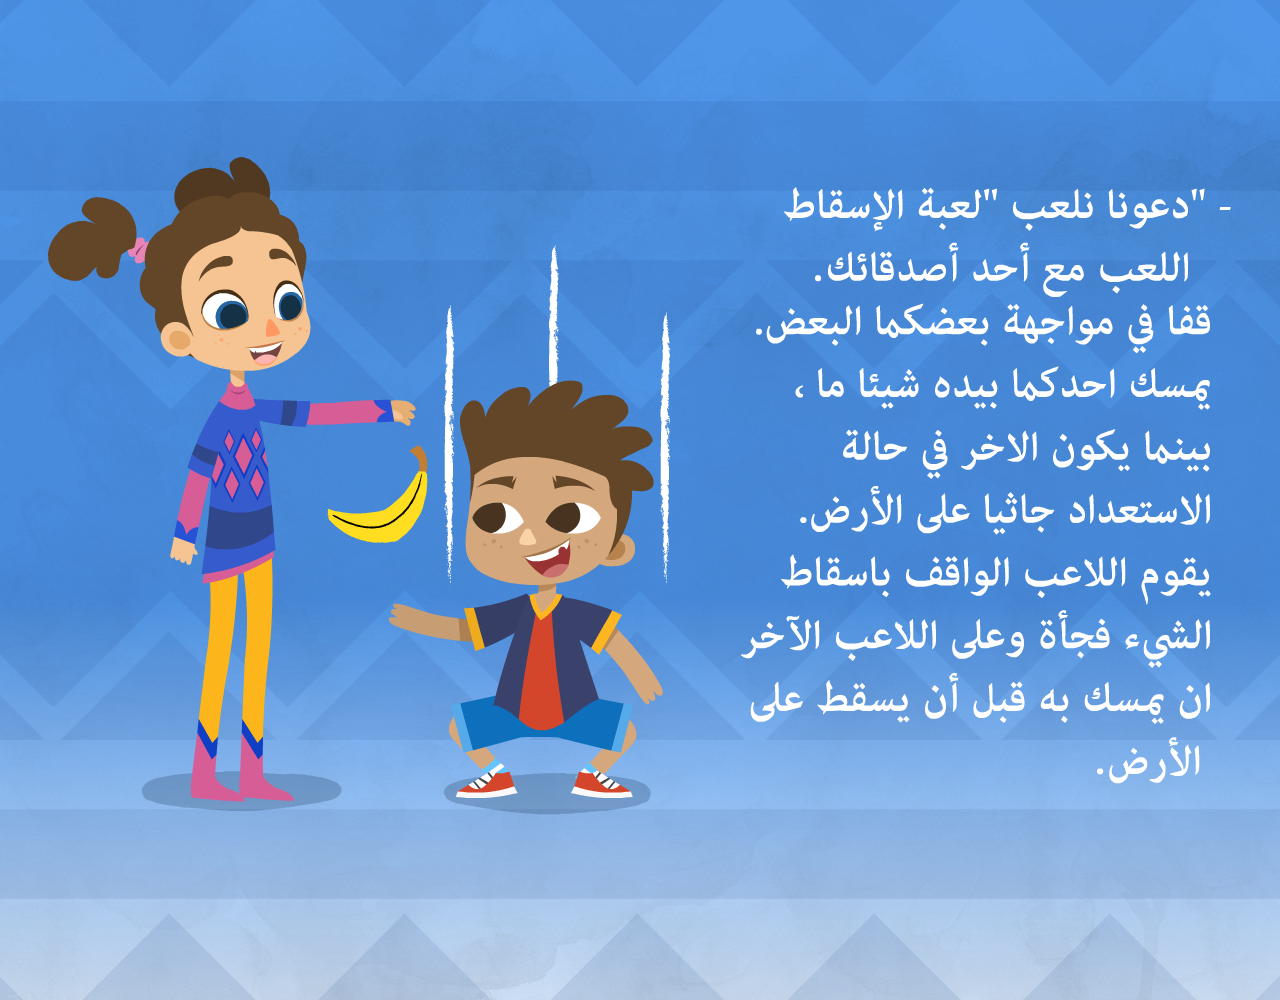 - "دعونا نلعب "لعبة الإسقاط
اللعب مع أحد أصدقائك.
قفا في مواجهة بعضكما البعض.
يمسك احدكما بيده شيئا ما ،
بينما يكون الاخر في حالة
الاستعداد جاثيا على الأرض.
يقوم اللاعب الواقف باسقاط
الشيء فجأة وعلى اللاعب الآخر
ان يمسك به قبل أن يسقط على
الأرض.